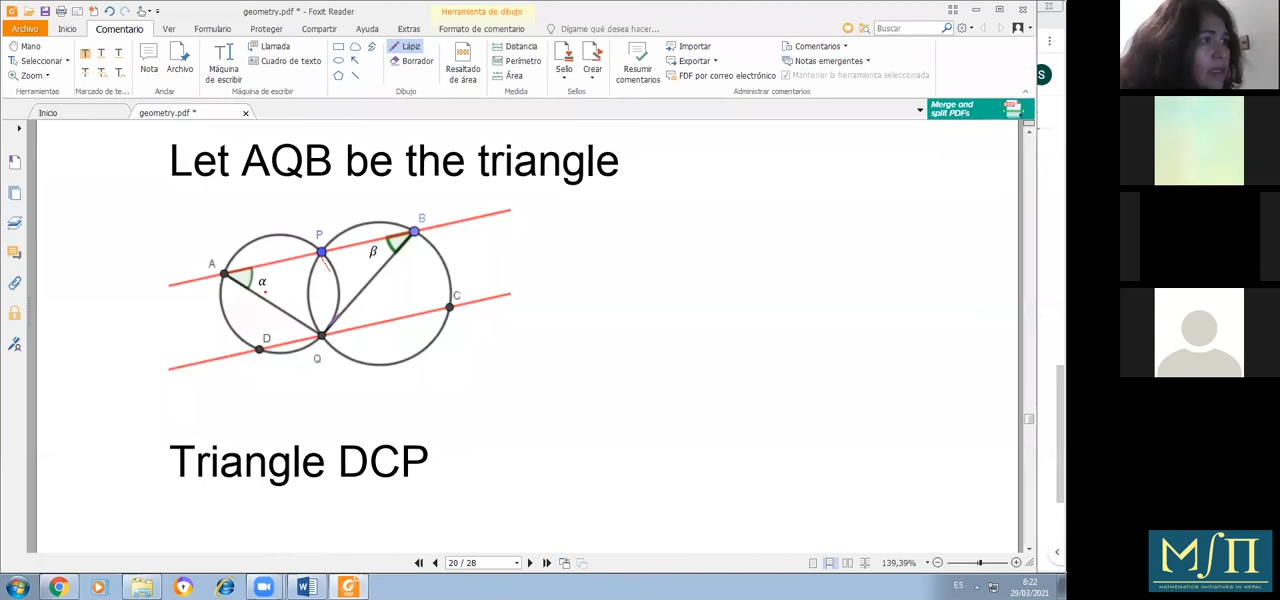 geometry.pdf * - Foxit Reader
Herramienta de dibujo
Archivo Inicio Comentario Ver Formulario Proteger Compartir Ayuda Extras Formato de comentario Dígame qué desea hacer... Buscar
Mano
Seleccionar
Zoom
Herramientas
Marcado de te...
Nota
Archivo
Anclar
Máquina de escribir
Llamada
Cuadro de texto
Máquina de escribir
Lápiz
Borrador
Dibujo
Resaltado de área
Distancia
Perímetro
Área
Medida
Sello
Crear
Sellos
Resumir comentarios
Importar
Exportar
FDF por correo electrónico
Comentarios
Notas emergentes
Mantener la herramienta seleccionada
Administrar comentarios
Inicio
geometry.pdf *
Merge and
split PDFs
S
Let AQB be the triangle
B
P
β
A
α
C
D
Q
Triangle DCP
20 / 28
139,39%
ES
8:22
29/03/2021
M∫Π
MATHEMATICS INITIATIVES IN NEPAL